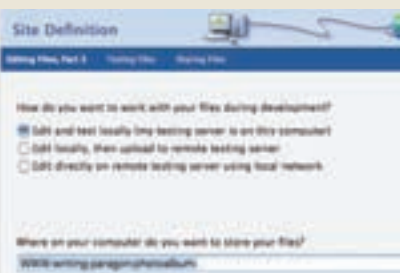 Site Definition
Editing Files, Part 3 Testing Files Sharing Files
How do you want to work with your files during development?
Edit and test locally (my testing server is on this computer)
Edit locally, then upload to remote testing server
Edit directly on remote testing server using local network
Where on your computer do you want to store your files?